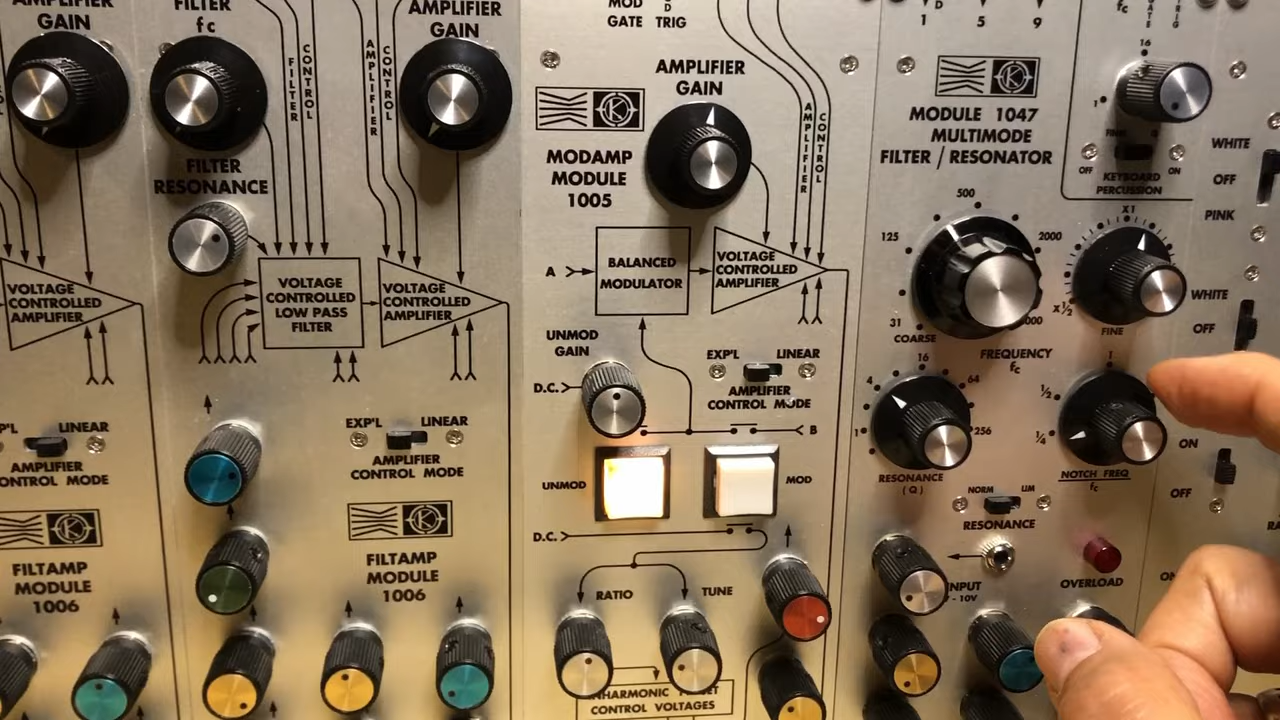 AMPLIFIER
GAIN
VOLTAGE
CONTROLLED
AMPLIFIER
LINEAR
AMPLIFIER
CONTROL MODE
FILTAMP
MODULE
1006
FILTER
fc
FILTER
CONTROL
AMPLIFIER
CONTROL
AMPLIFIER
GAIN
FILTER
RESONANCE
VOLTAGE
CONTROLLED
LOW PASS
FILTER
VOLTAGE
CONTROLLED
AMPLIFIER
EXP'L
LINEAR
AMPLIFIER
CONTROL MODE
FILTAMP
MODULE
1006
MOD
GATE
TRIG
AMPLIFIER
GAIN
AMPLIFIER
CONTROL
MODAMP
MODULE
1005
A
BALANCED
MODULATOR
VOLTAGE
CONTROLLED
AMPLIFIER
UNMOD
GAIN
EXP'L
LINEAR
D.C.
AMPLIFIER
CONTROL MODE
B
UNMOD
MOD
D.C.
RATIO
TUNE
CONTROL VOLTAGES
1
5
9
MODULE 1047
MULTIMODE
FILTER / RESONATOR
fc
16
1
OFF
ON
KEYBOARD
PERCUSSION
500
125
2000
31
COARSE
X1
X½
FINE
FREQUENCY
fc
16
4
64
1
256
RESONANCE
(Q)
1
½
¼
NOTCH FREQ
fc
NORM
LIM
RESONANCE
OVERLOAD
- 10V
WHITE
OFF
PINK
WHITE
OFF
ON
OFF